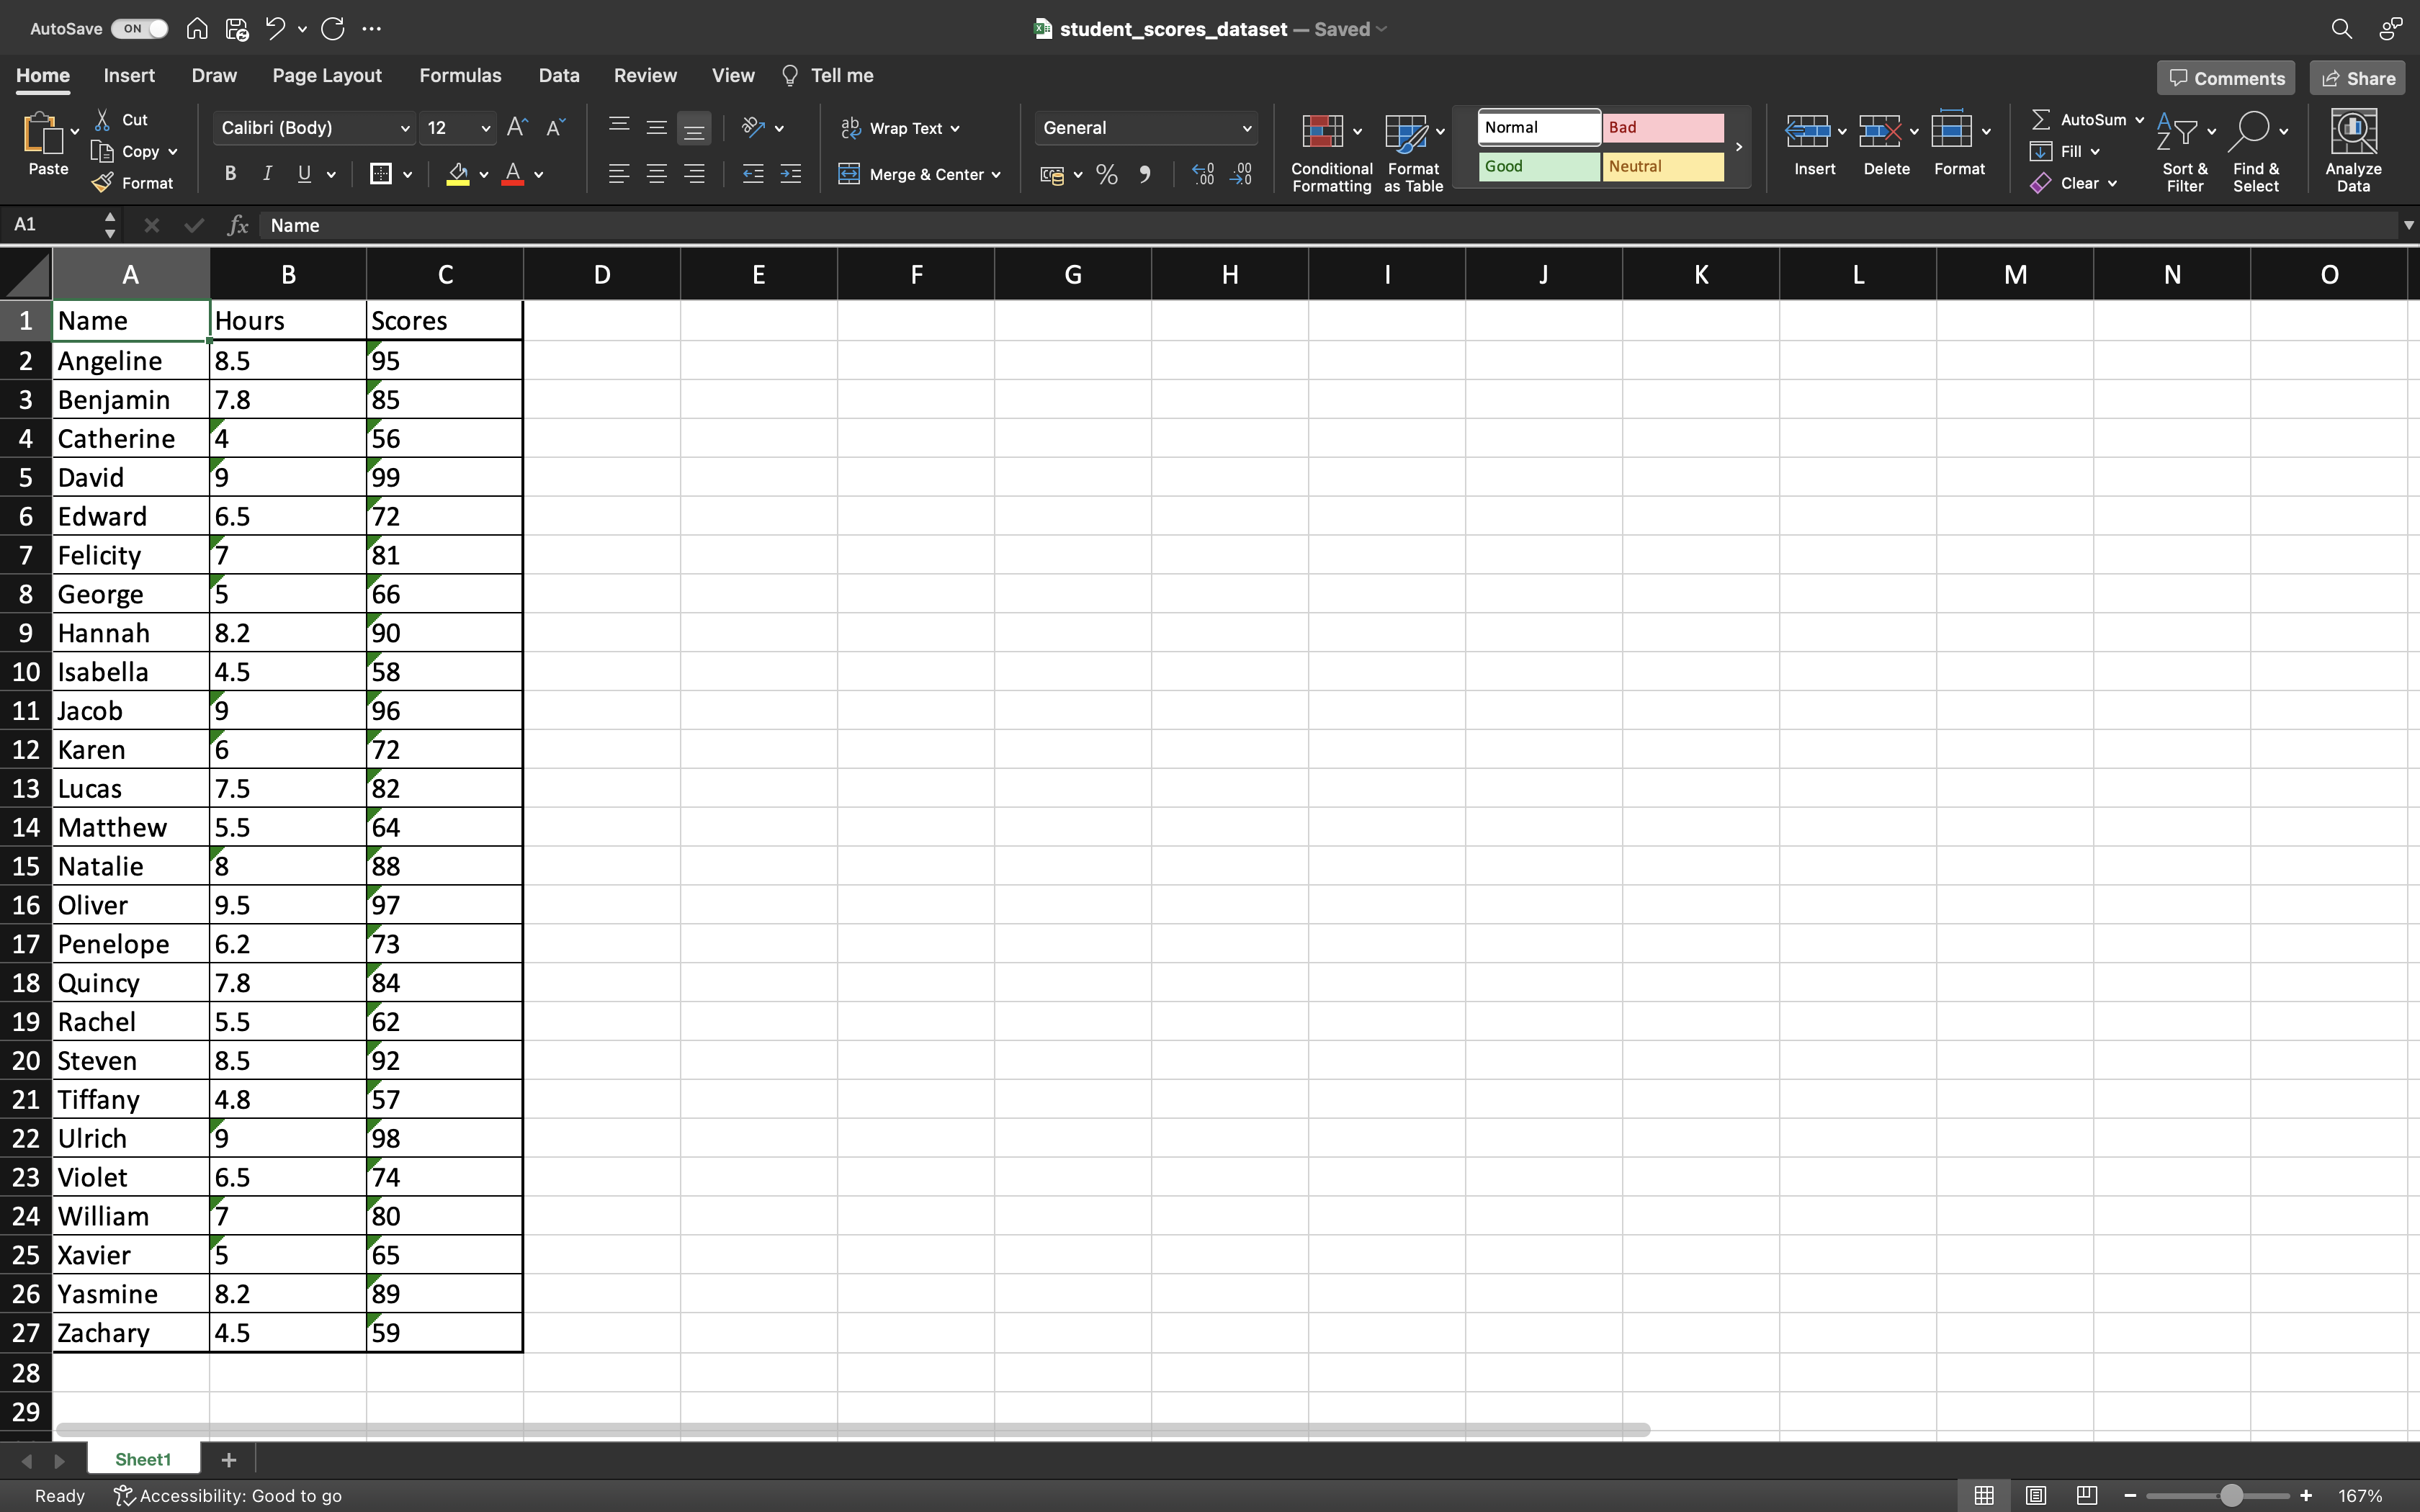 AutoSave ON student_scores_dataset — Saved
Home Insert Draw Page Layout Formulas Data Review View Tell me Comments Share
Paste Cut Copy Format Calibri (Body) 12 Wrap Text General Normal Bad AutoSum
B I U Merge & Center % Good Neutral Fill Clear
Conditional Formatting Format as Table Insert Delete Format Sort & Filter Find & Select Analyze Data
A1 fx Name
A B C D E F G H I J K L M N O
1 Name Hours Scores
2 Angeline 8.5 95
3 Benjamin 7.8 85
4 Catherine 4 56
5 David 9 99
6 Edward 6.5 72
7 Felicity 7 81
8 George 5 66
9 Hannah 8.2 90
10 Isabella 4.5 58
11 Jacob 9 96
12 Karen 6 72
13 Lucas 7.5 82
14 Matthew 5.5 64
15 Natalie 8 88
16 Oliver 9.5 97
17 Penelope 6.2 73
18 Quincy 7.8 84
19 Rachel 5.5 62
20 Steven 8.5 92
21 Tiffany 4.8 57
22 Ulrich 9 98
23 Violet 6.5 74
24 William 7 80
25 Xavier 5 65
26 Yasmine 8.2 89
27 Zachary 4.5 59
28
29
Sheet1 +
Ready Accessibility: Good to go 167%